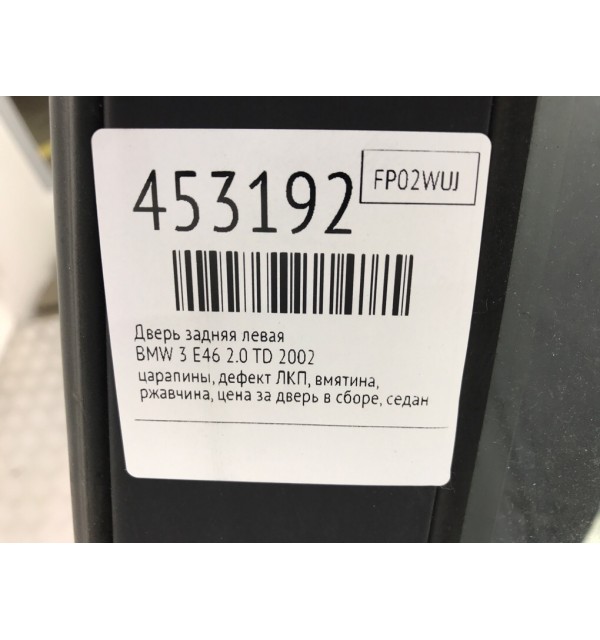 453192
FP02WUJ
Дверь задняя левая
BMW 3 E46 2.0 TD 2002
царапины, дефект ЛКП, вмятина,
ржавчина, цена за дверь в сборе, седан